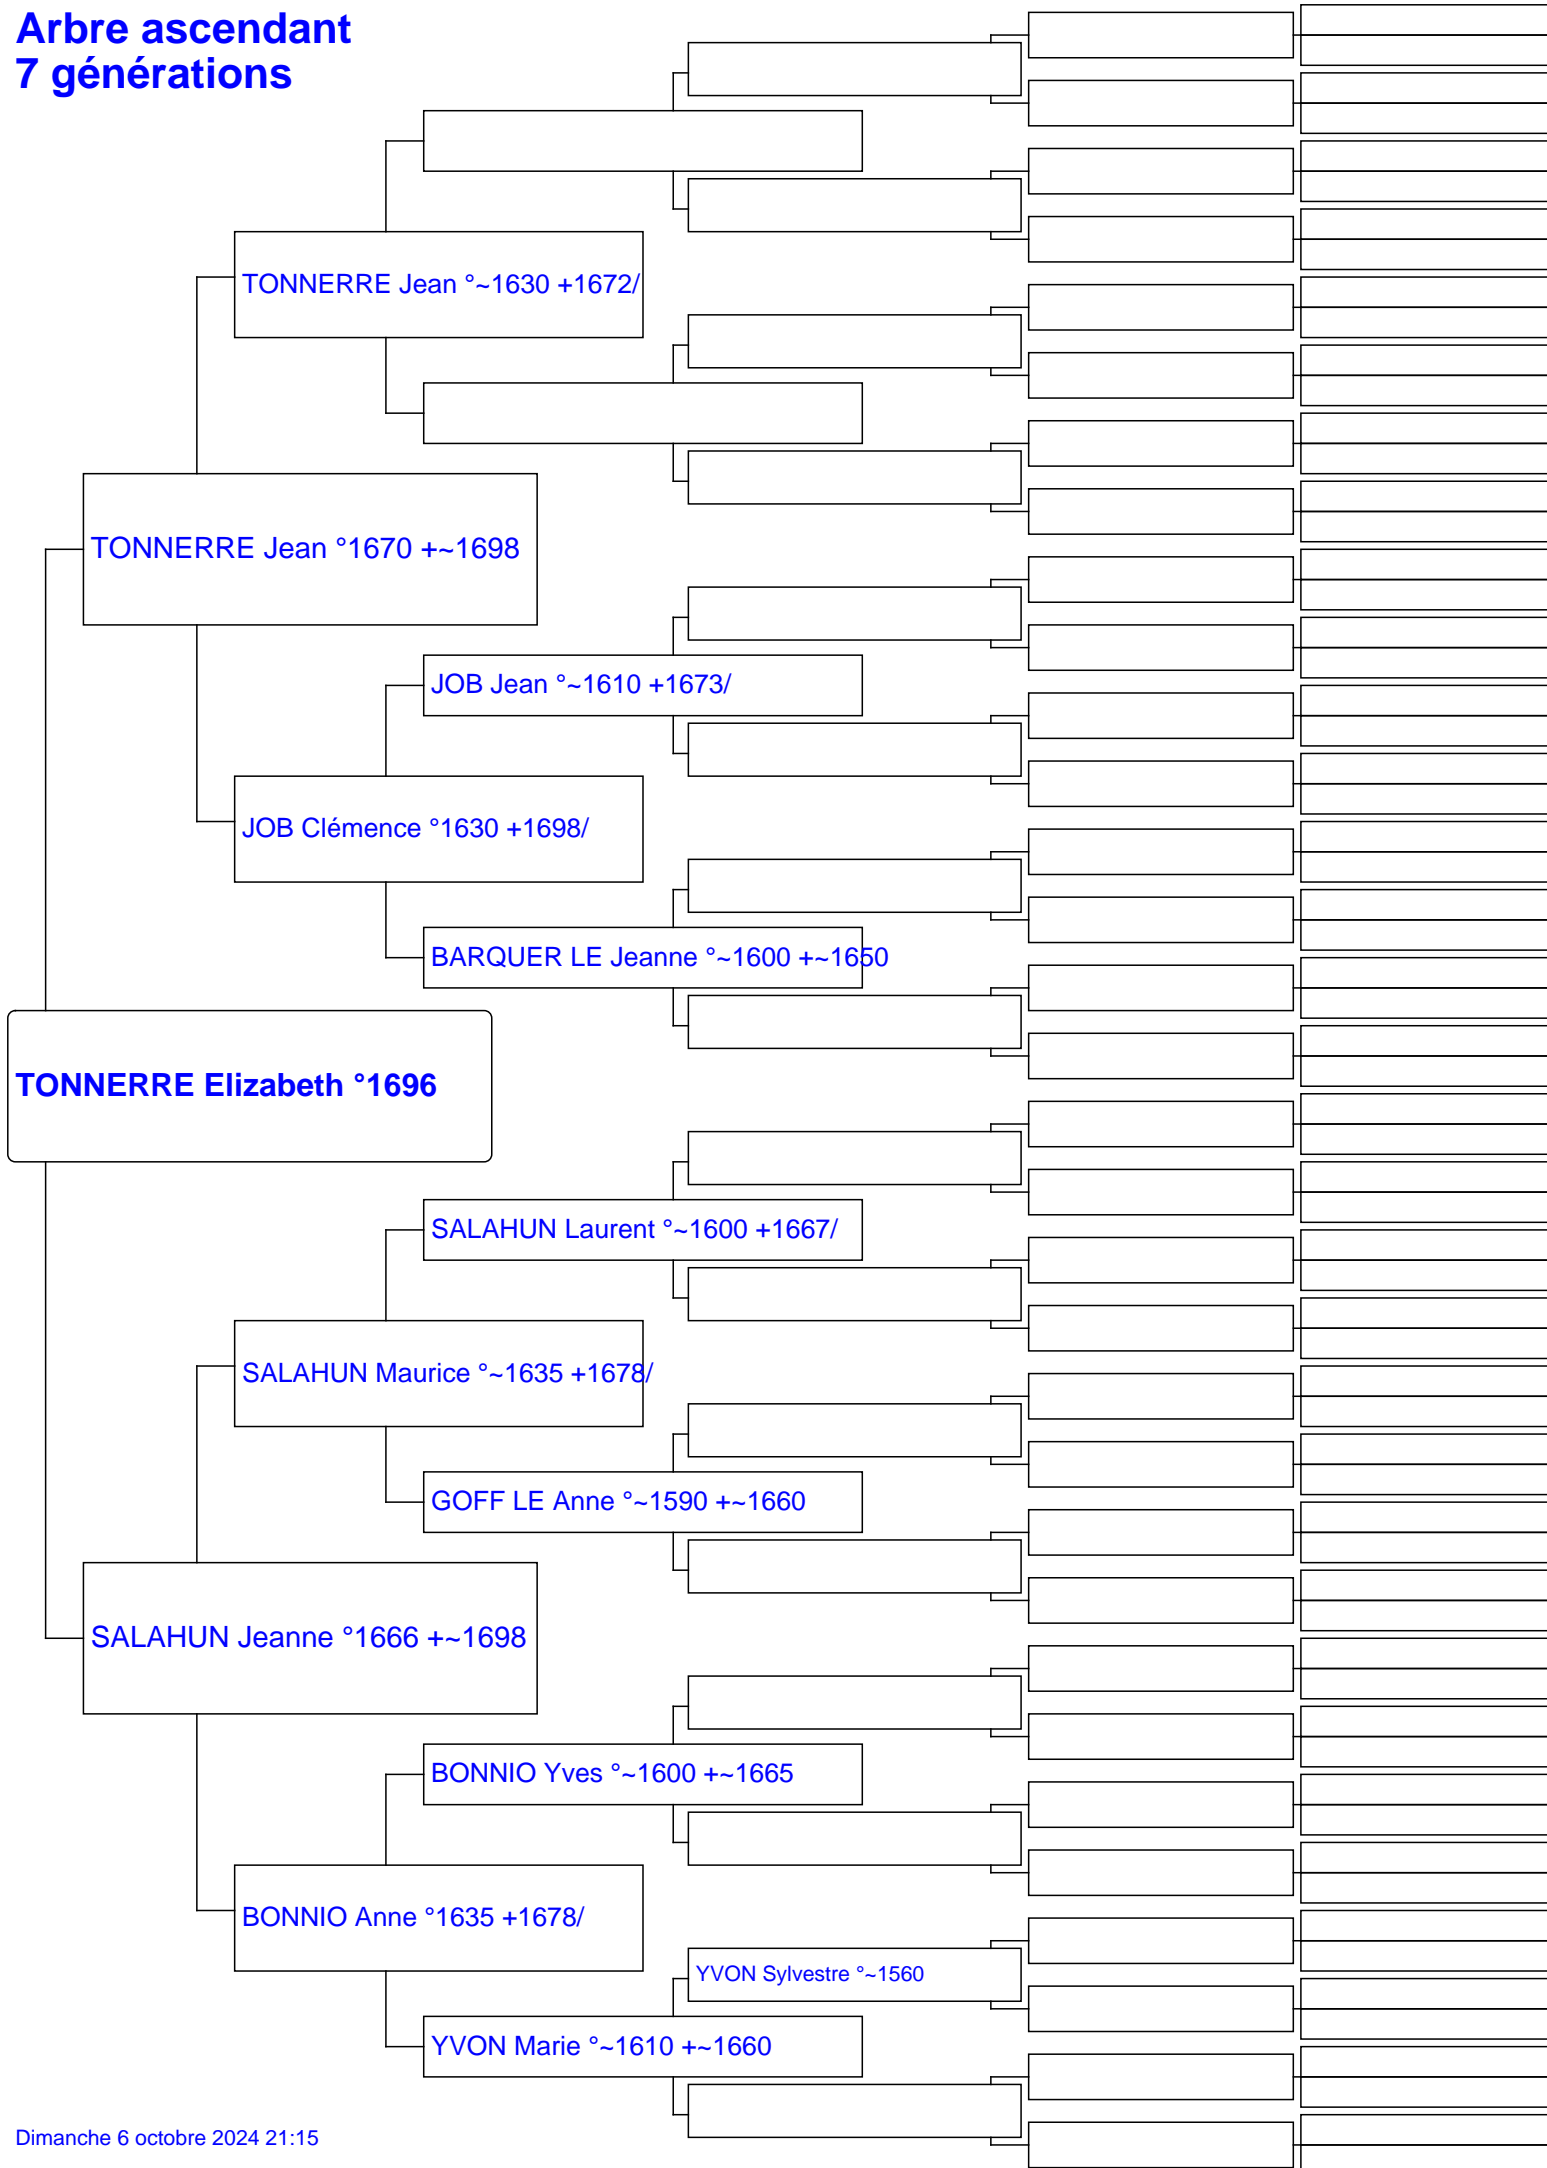 Arbre ascendant
7 générations
TONNERRE Jean °~1630 +1672/
TONNERRE Jean °1670 +~1698
JOB Jean °~1610 +1673/
JOB Clémence °1630 +1698/
BARQUER LE Jeanne °~1600 +~1650
TONNERRE Elizabeth °1696
SALAHUN Laurent °~1600 +1667/
SALAHUN Maurice °~1635 +1678/
GOFF LE Anne °~1590 +~1660
SALAHUN Jeanne °1666 +~1698
BONNIO Yves °~1600 +~1665
BONNIO Anne °1635 +1678/
YVON Sylvestre °~1560
YVON Marie °~1610 +~1660
Dimanche 6 octobre 2024 21:15